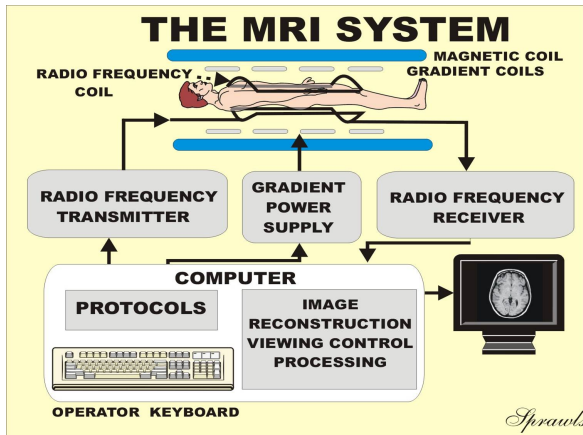 THE MRI SYSTEM
MAGNETIC COIL
RADIO FREQUENCY
COIL
GRADIENT COILS
RADIO FREQUENCY
TRANSMITTER
GRADIENT
POWER
SUPPLY
RADIO FREQUENCY
RECEIVER
COMPUTER
PROTOCOLS
IMAGE
RECONSTRUCTION
VIEWING CONTROL
PROCESSING
OPERATOR KEYBOARD
Sprawls